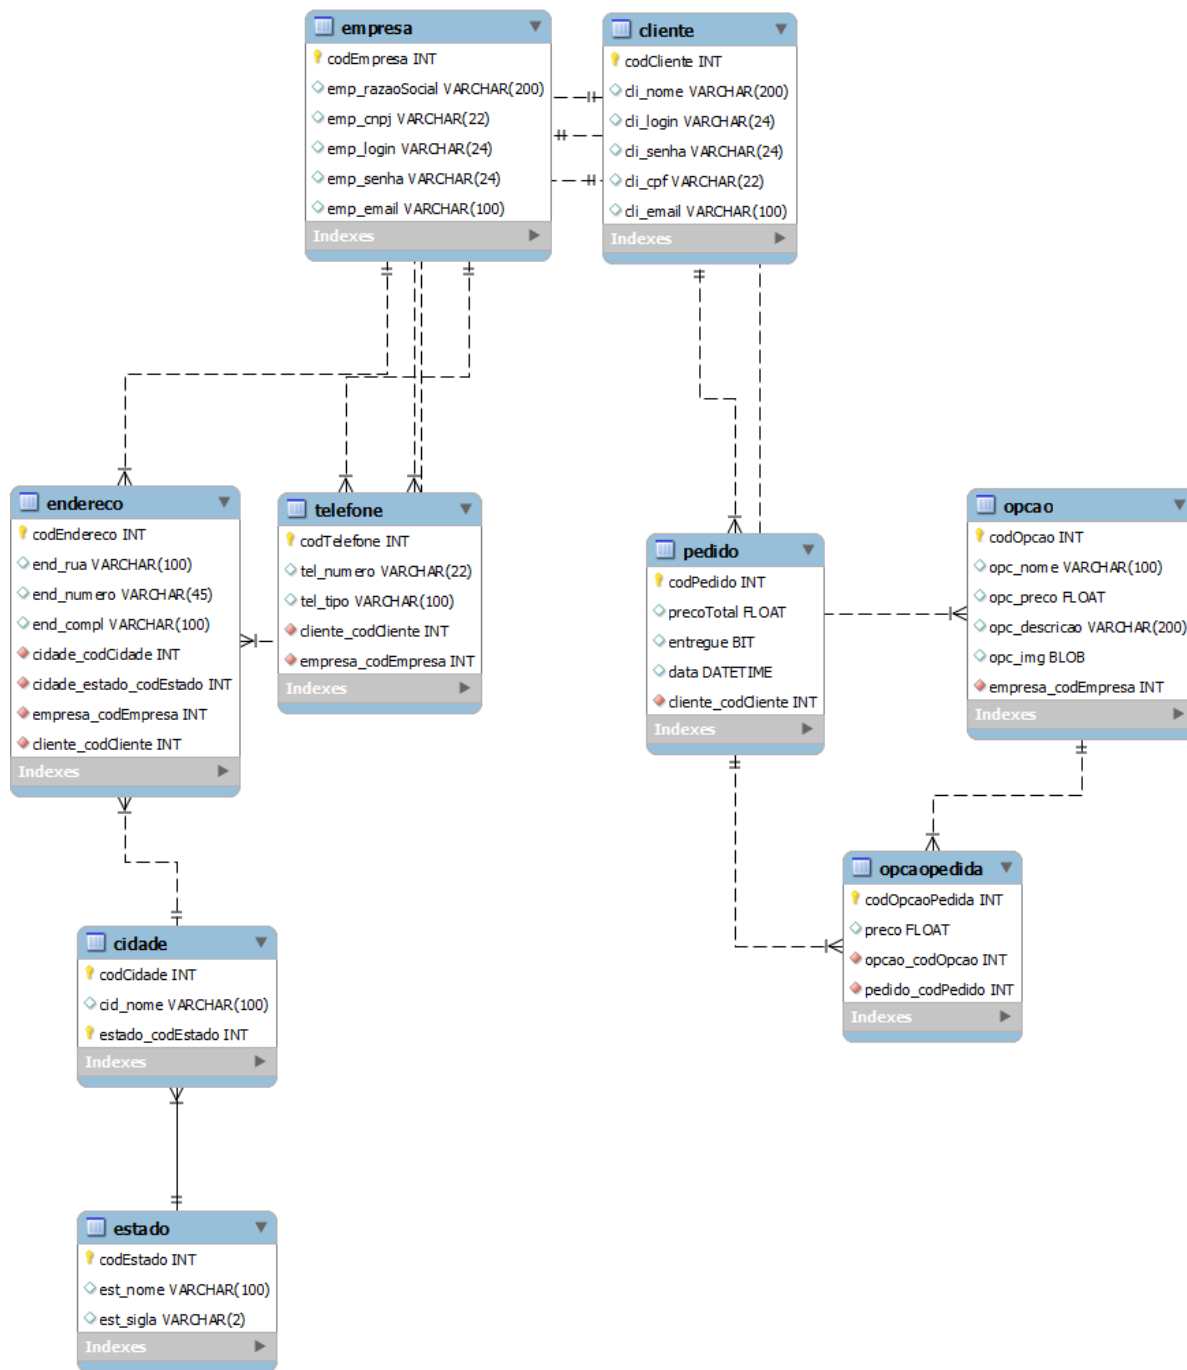 empresa
codEmpresa INT
emp_razaoSocial VARCHAR(200)
emp_cnpj VARCHAR(22)
emp_login VARCHAR(24)
emp_senha VARCHAR(24)
emp_email VARCHAR(100)
Indexes
cliente
codCliente INT
cli_nome VARCHAR(200)
cli_login VARCHAR(24)
cli_senha VARCHAR(24)
cli_cpf VARCHAR(22)
cli_email VARCHAR(100)
Indexes
endereco
codEndereco INT
end_rua VARCHAR(100)
end_numero VARCHAR(45)
end_compl VARCHAR(100)
cidade_codCidade INT
cidade_estado_codEstado INT
empresa_codEmpresa INT
cliente_codCliente INT
Indexes
telefone
codTelefone INT
tel_numero VARCHAR(22)
tel_tipo VARCHAR(100)
cliente_codCliente INT
empresa_codEmpresa INT
Indexes
pedido
codPedido INT
precoTotal FLOAT
entregue BIT
data DATETIME
cliente_codCliente INT
Indexes
opcao
codOpcao INT
opc_nome VARCHAR(100)
opc_preco FLOAT
opc_descricao VARCHAR(200)
opc_img BLOB
empresa_codEmpresa INT
Indexes
opcaopedida
codOpcaoPedida INT
preco FLOAT
opcao_codOpcao INT
pedido_codPedido INT
Indexes
cidade
codCidade INT
cid_nome VARCHAR(100)
estado_codEstado INT
Indexes
estado
codEstado INT
est_nome VARCHAR(100)
est_sigla VARCHAR(2)
Indexes